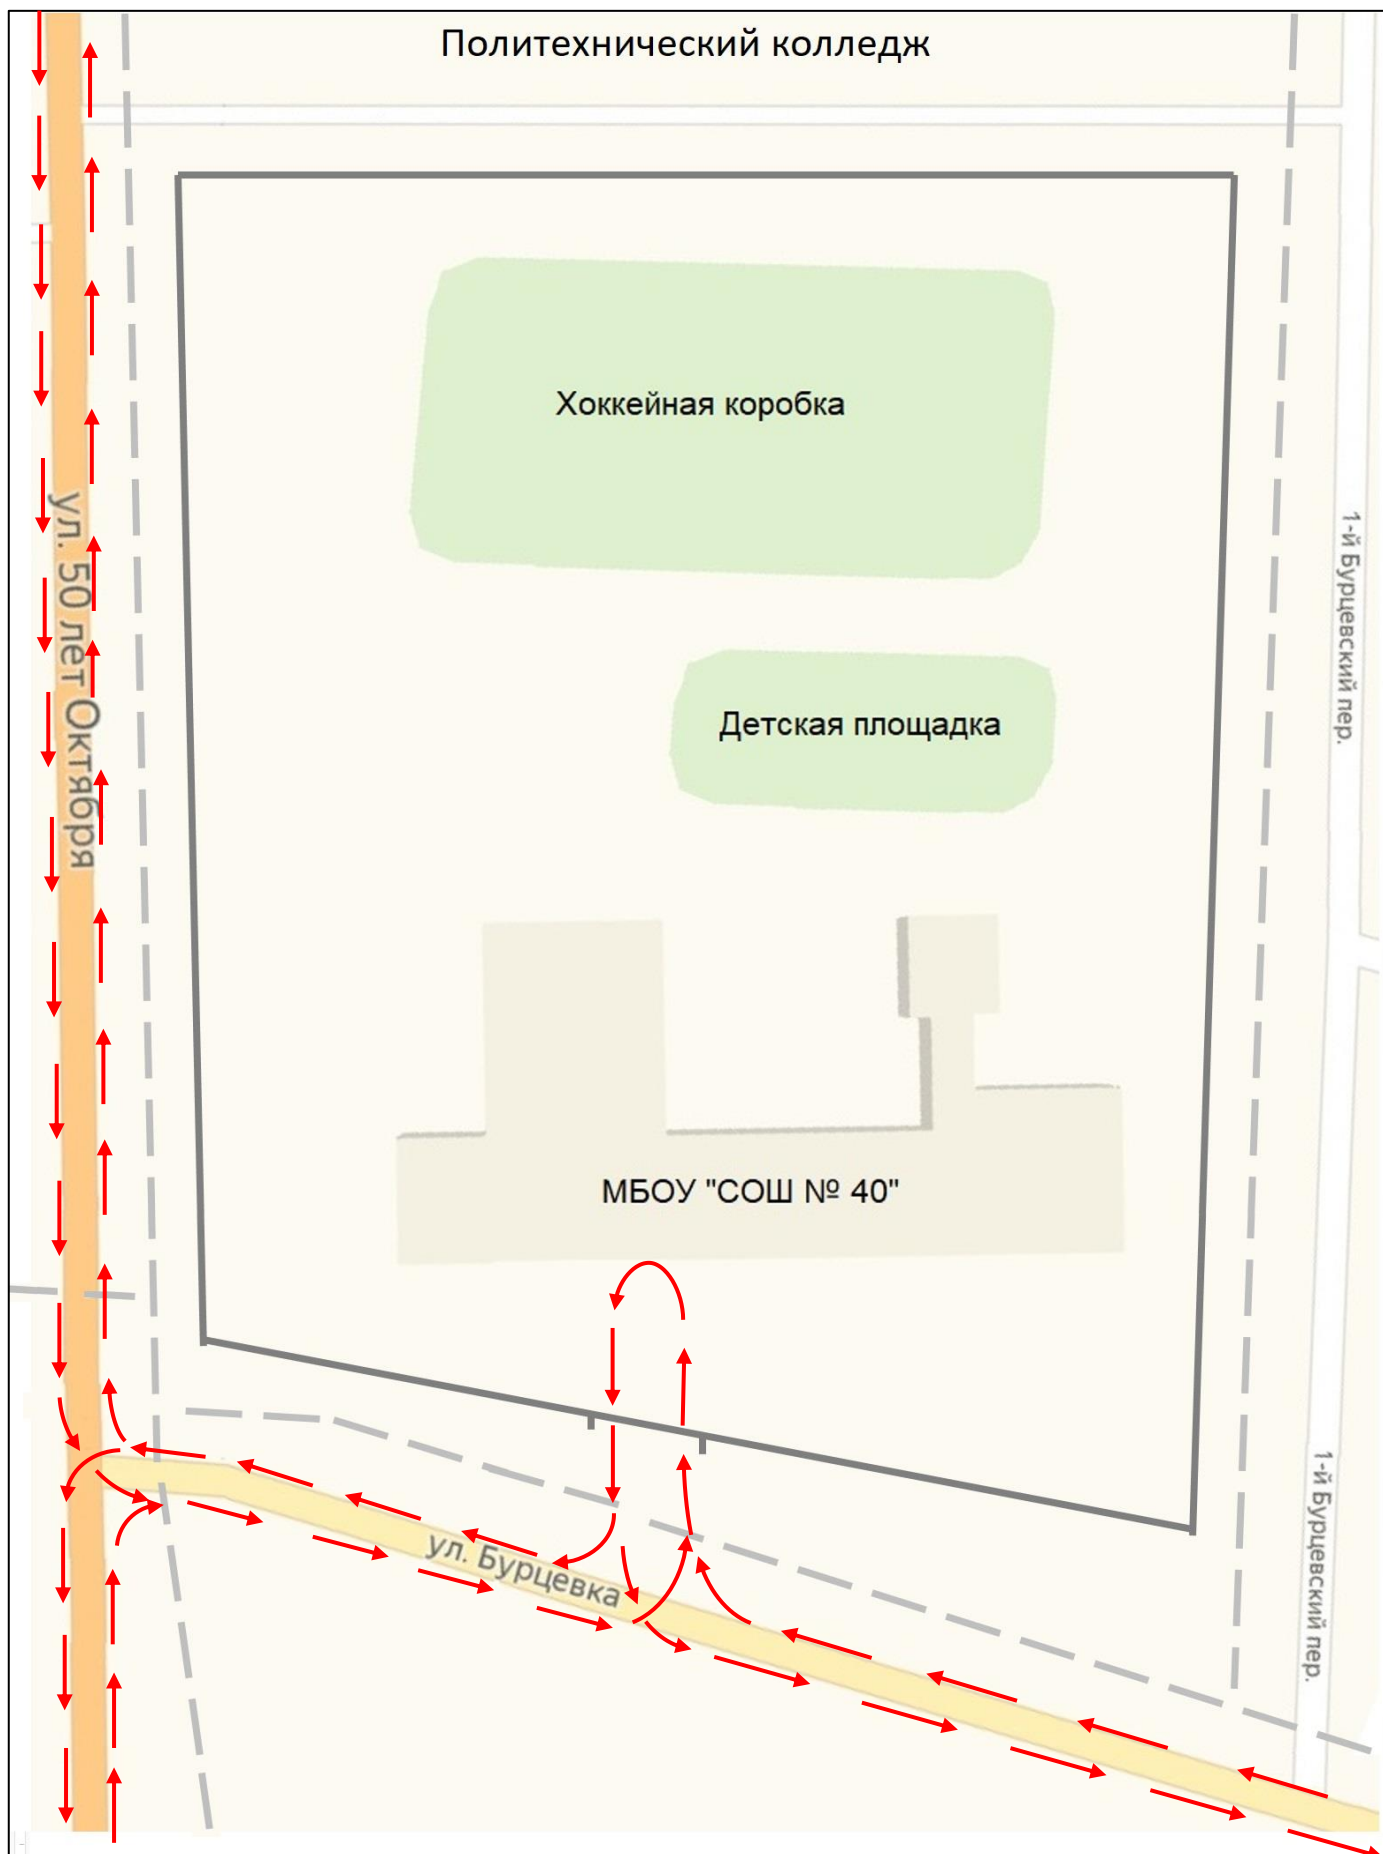 Политехнический колледж
Хоккейная коробка
ул. 50 лет Октября
1-й Бурцевский пер.
Детская площадка
МБОУ "СОШ № 40"
ул. Бурцевка
1-й Бурцевский пер.